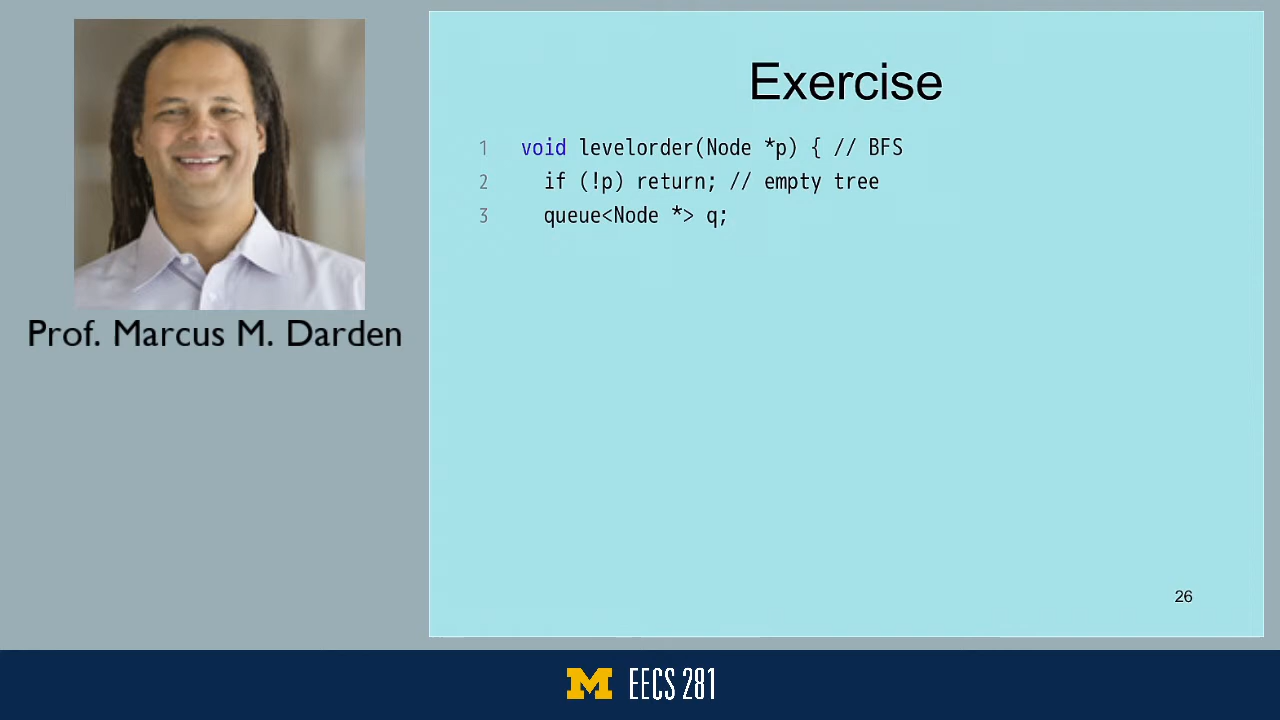 Prof. Marcus M. Darden
Exercise
1 void levelorder(Node *p) { // BFS
2 if (!p) return; // empty tree
3 queue<Node *> q;
26
M EECS 281